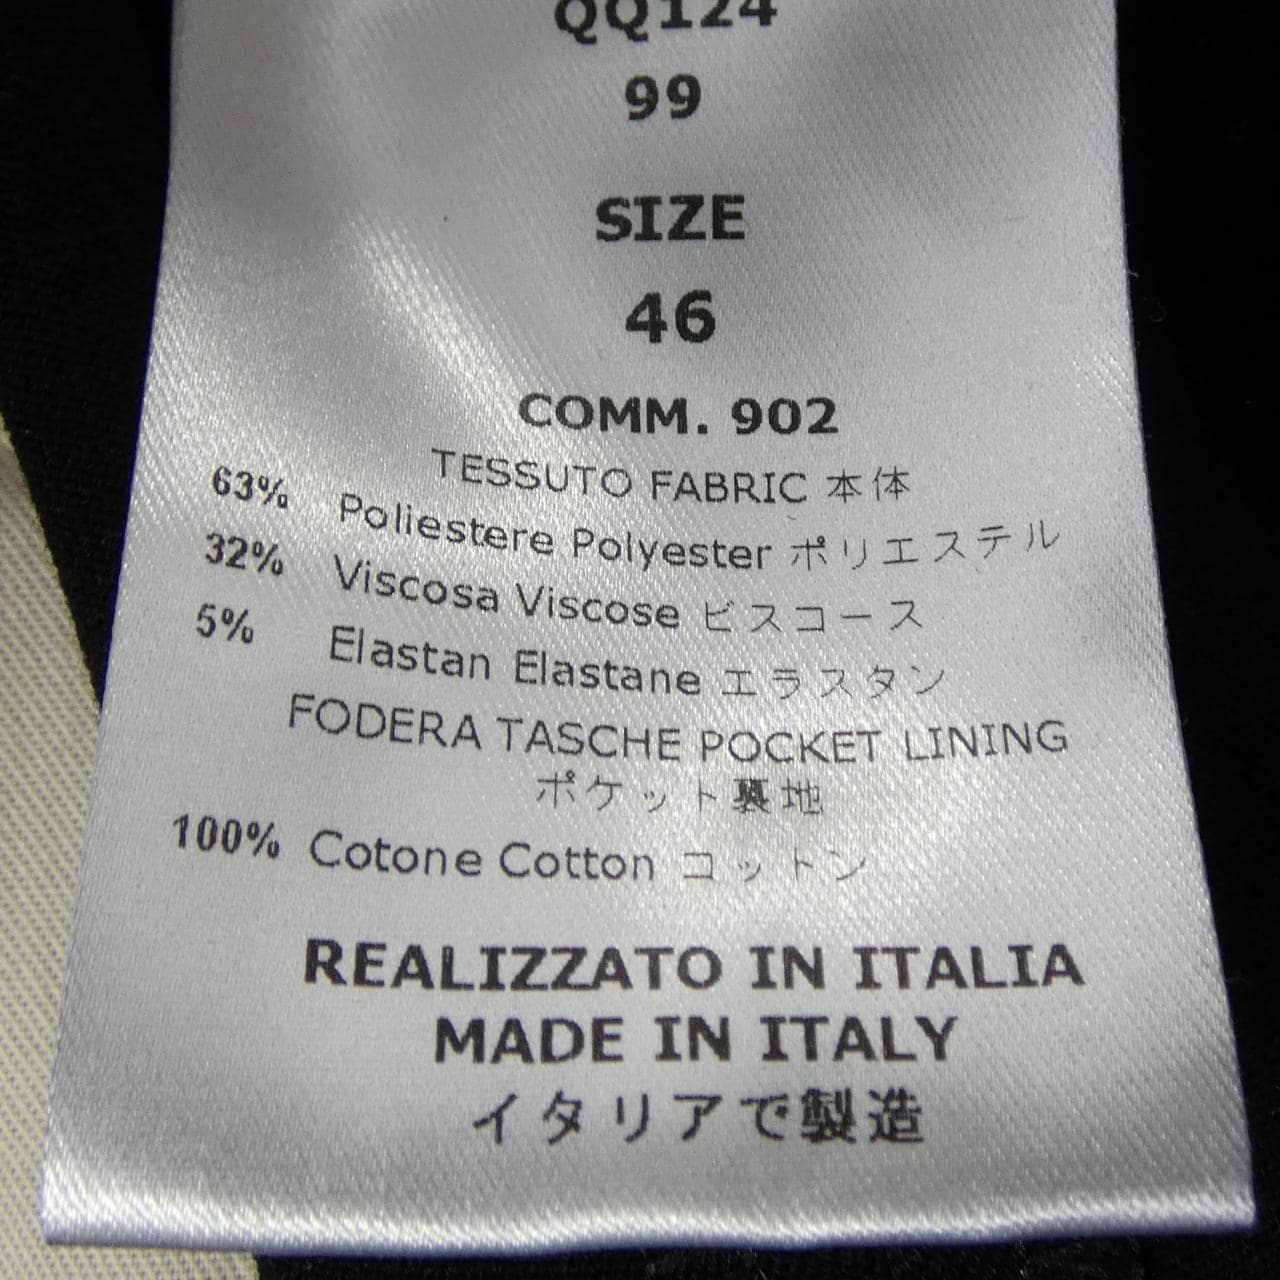 QQ124
99
SIZE
46
COMM. 902
TESSUTO FABRIC 本体
63% Poliestere Polyester ポリエステル
32% Viscosa Viscose ビスコース
5% Elastan Elastane エラスタン
FODERA TASCHE POCKET LINING
ポケット裏地
100% Cotone Cotton コットン
REALIZZATO IN ITALIA
MADE IN ITALY
イタリアで製造